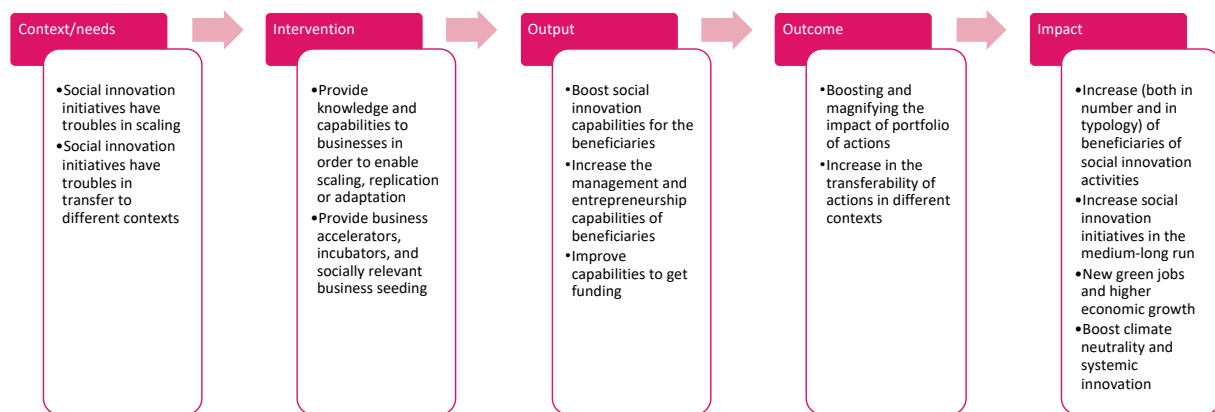 Context/needs
•Social innovation
initiatives have
troubles in scaling
•Social innovation
initiatives have
troubles in
transfer to
different contexts
Intervention
•Provide
knowledge and
capabilities to
businesses in
order to enable
scaling, replication
or adaptation
•Provide business
accelerators,
incubators, and
socially relevant
business seeding
Output
•Boost social
innovation
capabilities for the
beneficiaries
•Increase the
management and
entrepreneurship
capabilities of
beneficiaries
•Improve
capabilities to get
funding
Outcome
•Boosting and
magnifying the
impact of portfolio
of actions
•Increase in the
transferability of
actions in different
contexts
Impact
•Increase (both in
number and in
typology) of
beneficiaries of
social innovation
activities
•Increase social
innovation
initiatives in the
medium-long run
•New green jobs
and higher
economic growth
•Boost climate
neutrality and
systemic
innovation